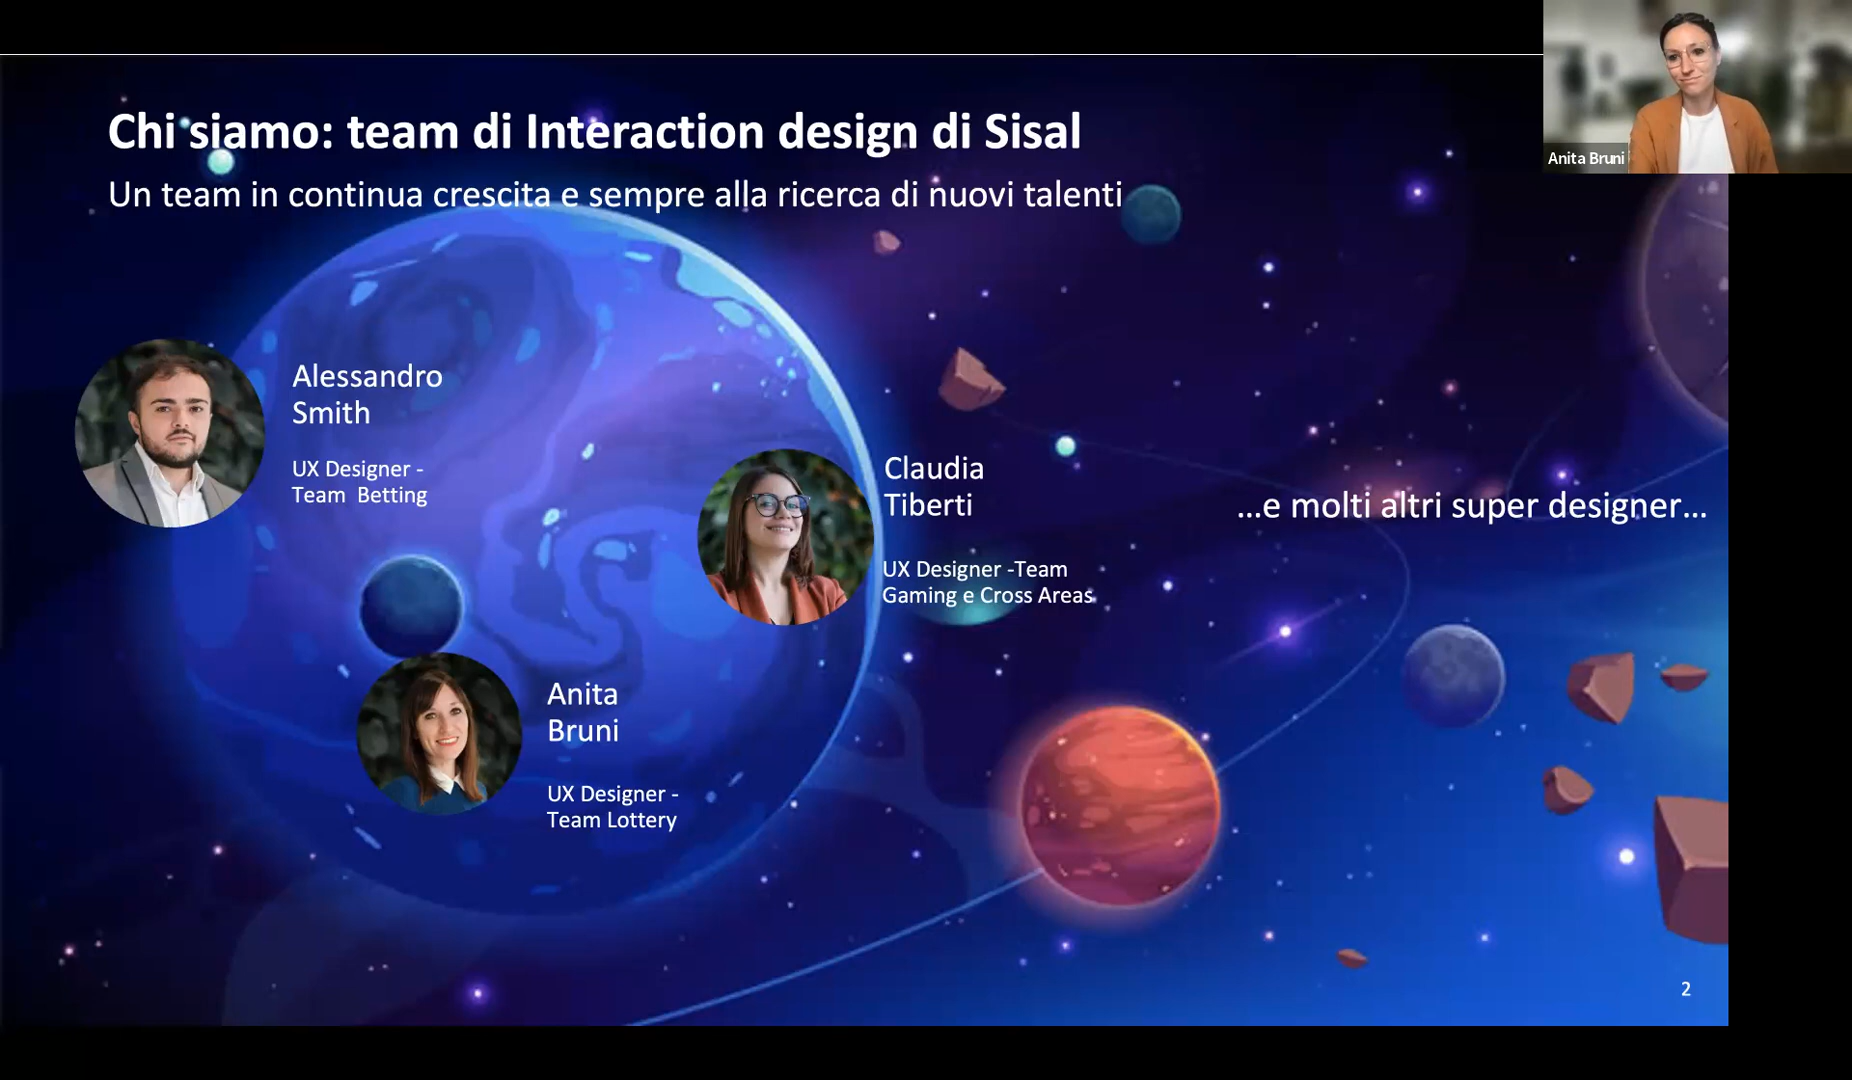 Chi siamo: team di Interaction design di Sisal
Un team in continua crescita e sempre alla ricerca di nuovi talenti
Anita Bruni
Alessandro
Smith
UX Designer -
Team Betting
Claudia
Tiberti
UX Designer -Team
Gaming e Cross Areas
...e molti altri super designer...
Anita
Bruni
UX Designer -
Team Lottery
2